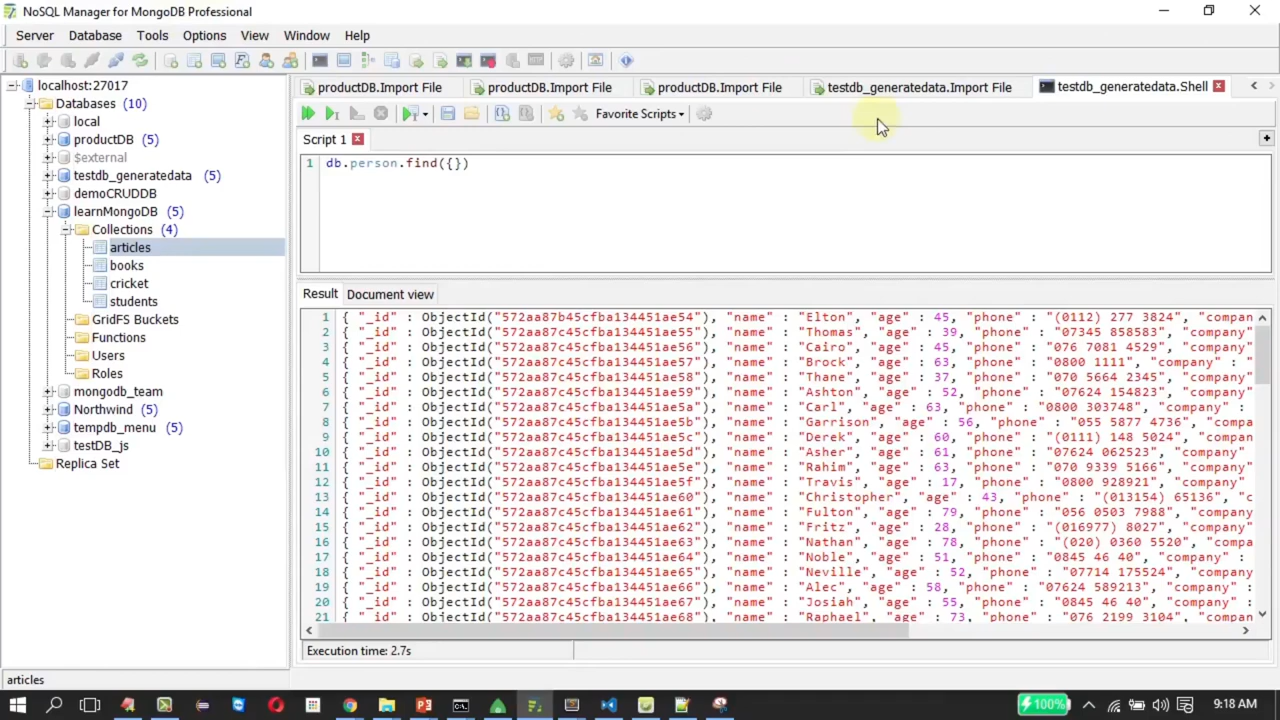 NoSQL Manager for MongoDB Professional
Server Database Tools Options View Window Help
localhost:27017
Databases (10)
local
productDB (5)
$external
testdb_generatedata (5)
demoCRUDDB
learnMongoDB (5)
Collections (4)
articles
books
cricket
students
GridFS Buckets
Functions
Users
Roles
mongodb_team
Northwind (5)
tempdb_menu (5)
testDB_js
Replica Set
articles
productDB.Import File productDB.Import File productDB.Import File testdb_generatedata.Import File testdb_generatedata.Shell
Favorite Scripts
Script 1
1 db.person.find({})
Result Document view
1 { "_id" : ObjectId("572aa87b45cfba134451ae54"), "name" : "Elton", "age" : 45, "phone" : "(0112) 277 3824", "compan
2 { "_id" : ObjectId("572aa87c45cfba134451ae55"), "name" : "Thomas", "age" : 39, "phone" : "07345 858583", "company"
3 { "_id" : ObjectId("572aa87c45cfba134451ae56"), "name" : "Cairo", "age" : 45, "phone" : "076 7081 4529", "company"
4 { "_id" : ObjectId("572aa87c45cfba134451ae57"), "name" : "Brock", "age" : 63, "phone" : "0800 1111", "company" :
5 { "_id" : ObjectId("572aa87c45cfba134451ae58"), "name" : "Thane", "age" : 37, "phone" : "070 5664 2345", "company"
6 { "_id" : ObjectId("572aa87c45cfba134451ae59"), "name" : "Ashton", "age" : 52, "phone" : "07624 154823", "company"
7 { "_id" : ObjectId("572aa87c45cfba134451ae5a"), "name" : "Carl", "age" : 63, "phone" : "0800 303748", "company" :
8 { "_id" : ObjectId("572aa87c45cfba134451ae5b"), "name" : "Garrison", "age" : 56, "phone" : "055 5877 4736", "compa
9 { "_id" : ObjectId("572aa87c45cfba134451ae5c"), "name" : "Derek", "age" : 60, "phone" : "(0111) 148 5024", "compan
10 { "_id" : ObjectId("572aa87c45cfba134451ae5d"), "name" : "Asher", "age" : 61, "phone" : "07624 062523", "company"
11 { "_id" : ObjectId("572aa87c45cfba134451ae5e"), "name" : "Rahim", "age" : 63, "phone" : "070 9339 5166", "company"
12 { "_id" : ObjectId("572aa87c45cfba134451ae5f"), "name" : "Travis", "age" : 17, "phone" : "0800 928921", "company"
13 { "_id" : ObjectId("572aa87c45cfba134451ae60"), "name" : "Christopher", "age" : 43, "phone" : "(013154) 65136", "c
14 { "_id" : ObjectId("572aa87c45cfba134451ae61"), "name" : "Fulton", "age" : 79, "phone" : "056 0503 7988", "company
15 { "_id" : ObjectId("572aa87c45cfba134451ae62"), "name" : "Fritz", "age" : 28, "phone" : "(016977) 8027", "company"
16 { "_id" : ObjectId("572aa87c45cfba134451ae63"), "name" : "Nathan", "age" : 78, "phone" : "(020) 0360 5520", "compa
17 { "_id" : ObjectId("572aa87c45cfba134451ae64"), "name" : "Noble", "age" : 51, "phone" : "0845 46 40", "company" :
18 { "_id" : ObjectId("572aa87c45cfba134451ae65"), "name" : "Neville", "age" : 52, "phone" : "07714 175524", "company
19 { "_id" : ObjectId("572aa87c45cfba134451ae66"), "name" : "Alec", "age" : 58, "phone" : "07624 589213", "company" :
20 { "_id" : ObjectId("572aa87c45cfba134451ae67"), "name" : "Josiah", "age" : 55, "phone" : "0845 46 40", "company" :
21 { "_id" : ObjectId("572aa87c45cfba134451ae68"), "name" : "Raphael", "age" : 73, "phone" : "076 2199 3104", "compan
Execution time: 2.7s
100% 9:18 AM